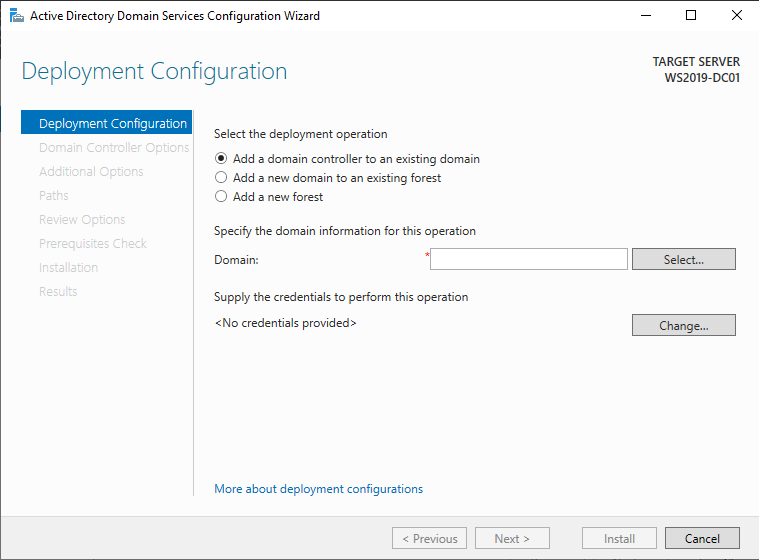 Active Directory Domain Services Configuration Wizard
Deployment Configuration
TARGET SERVER
WS2019-DC01
Deployment Configuration
Domain Controller Options
Additional Options
Paths
Review Options
Prerequisites Check
Installation
Results
Select the deployment operation
Add a domain controller to an existing domain
Add a new domain to an existing forest
Add a new forest
Specify the domain information for this operation
Domain: * Select...
Supply the credentials to perform this operation
<No credentials provided> Change...
More about deployment configurations
< Previous Next > Install Cancel